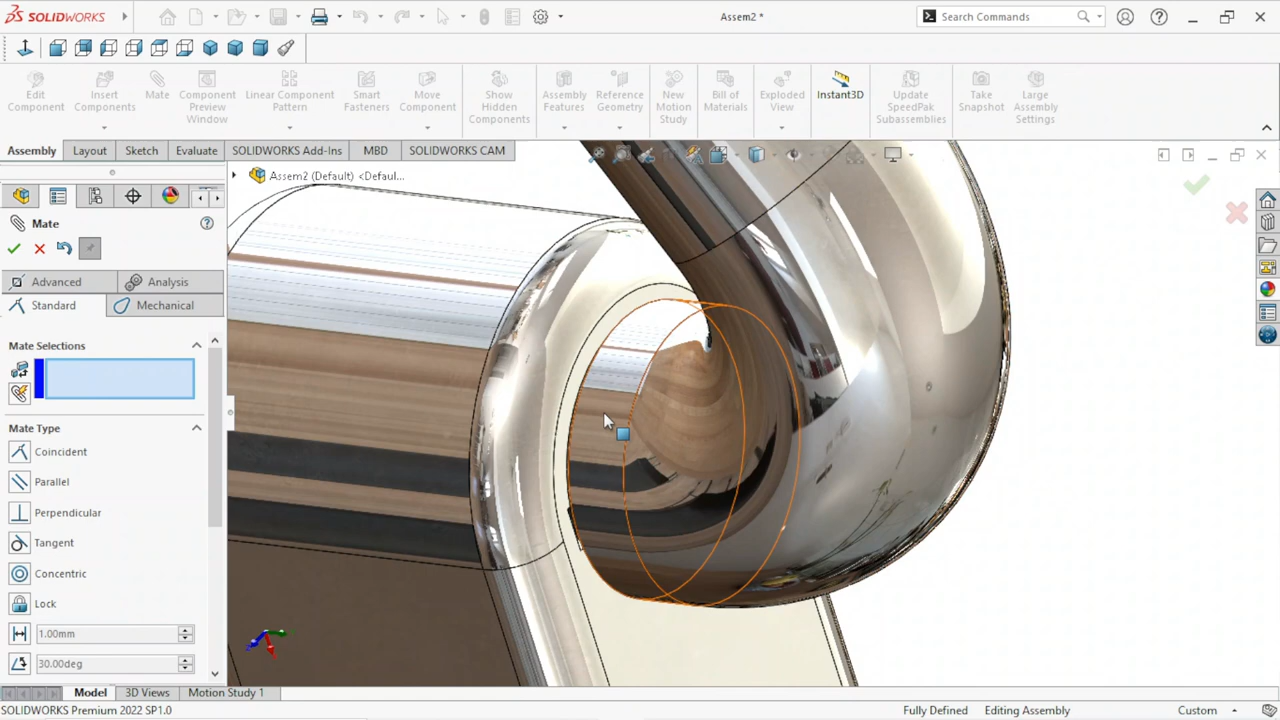 SOLIDWORKS
Assem2 *
Search Commands
Edit Component
Insert Components
Mate
Component Preview Window
Linear Component Pattern
Smart Fasteners
Move Component
Show Hidden Components
Assembly Features
Reference Geometry
New Motion Study
Bill of Materials
Exploded View
Instant3D
Update SpeedPak Subassemblies
Take Snapshot
Large Assembly Settings
Assembly
Layout
Sketch
Evaluate
SOLIDWORKS Add-Ins
MBD
SOLIDWORKS CAM
Assem2 (Default) <Defaul...
Mate
Advanced
Analysis
Standard
Mechanical
Mate Selections
Mate Type
Coincident
Parallel
Perpendicular
Tangent
Concentric
Lock
1.00mm
30.00deg
Model
3D Views
Motion Study 1
SOLIDWORKS Premium 2022 SP1.0
Fully Defined
Editing Assembly
Custom